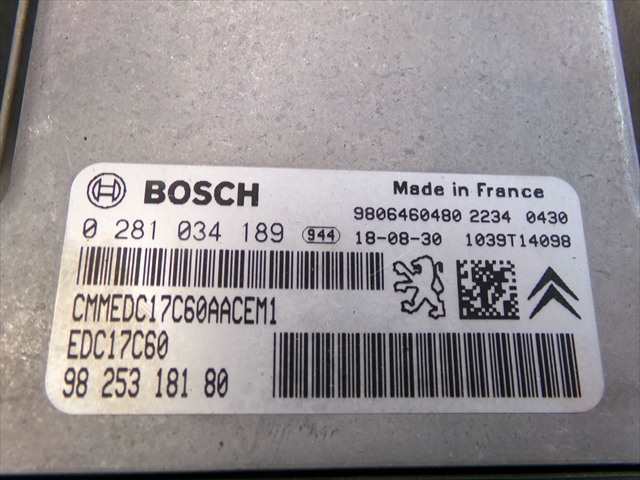 BOSCH
Made in France
9806460480 2234 0430
0 281 034 189 944 18-08-30 1039T14098
CMMEDC17C60AACEM1
EDC17C60
98 253 181 80